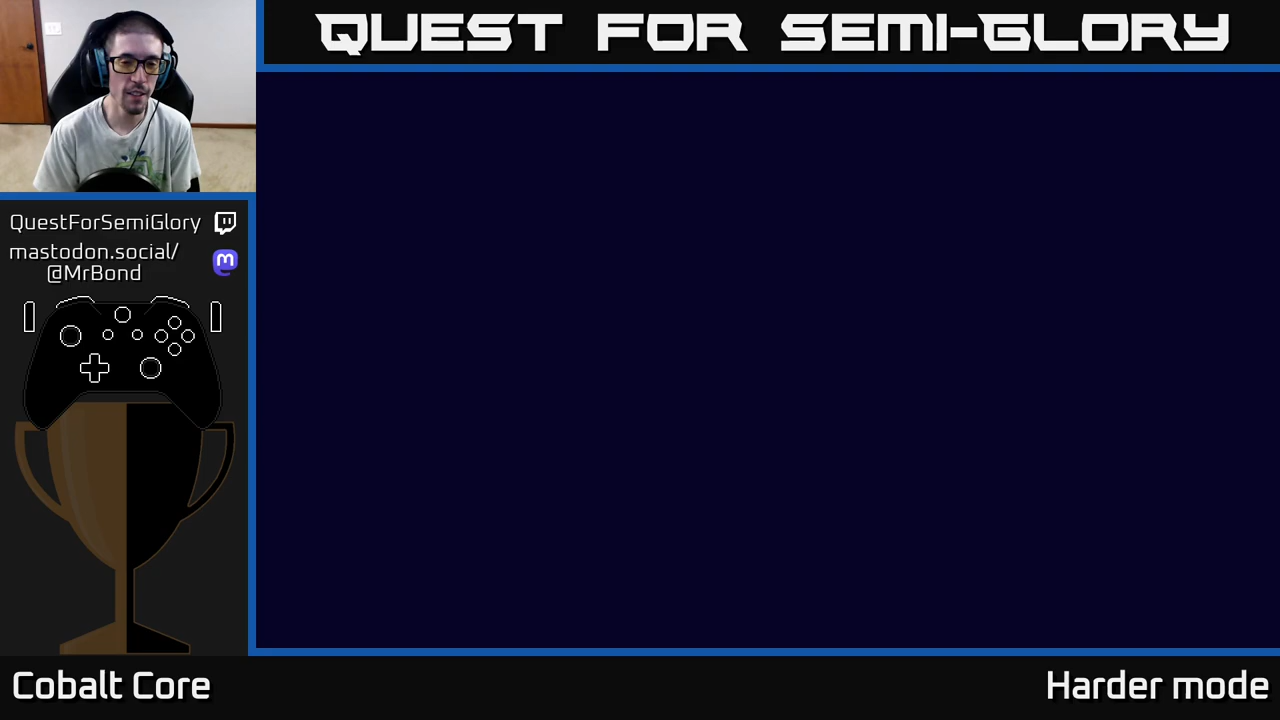 QUEST FOR SEMI-GLORY
QuestForSemiGlory
mastodon.social/
@MrBond
Cobalt Core
Harder mode